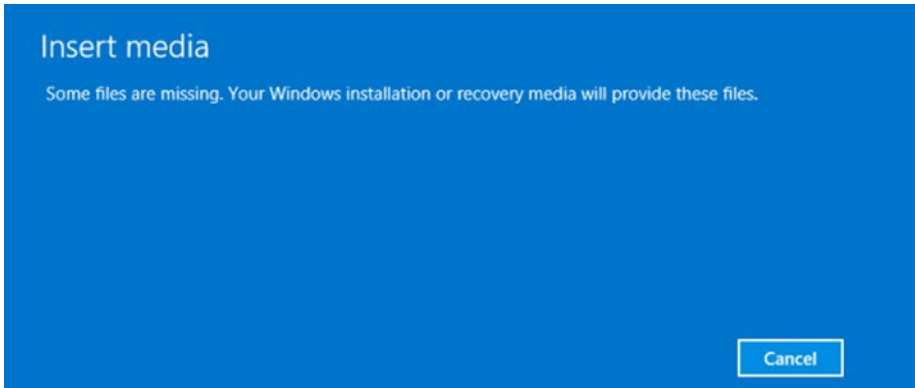 Insert media
Some files are missing. Your Windows installation or recovery media will provide these files.
Cancel